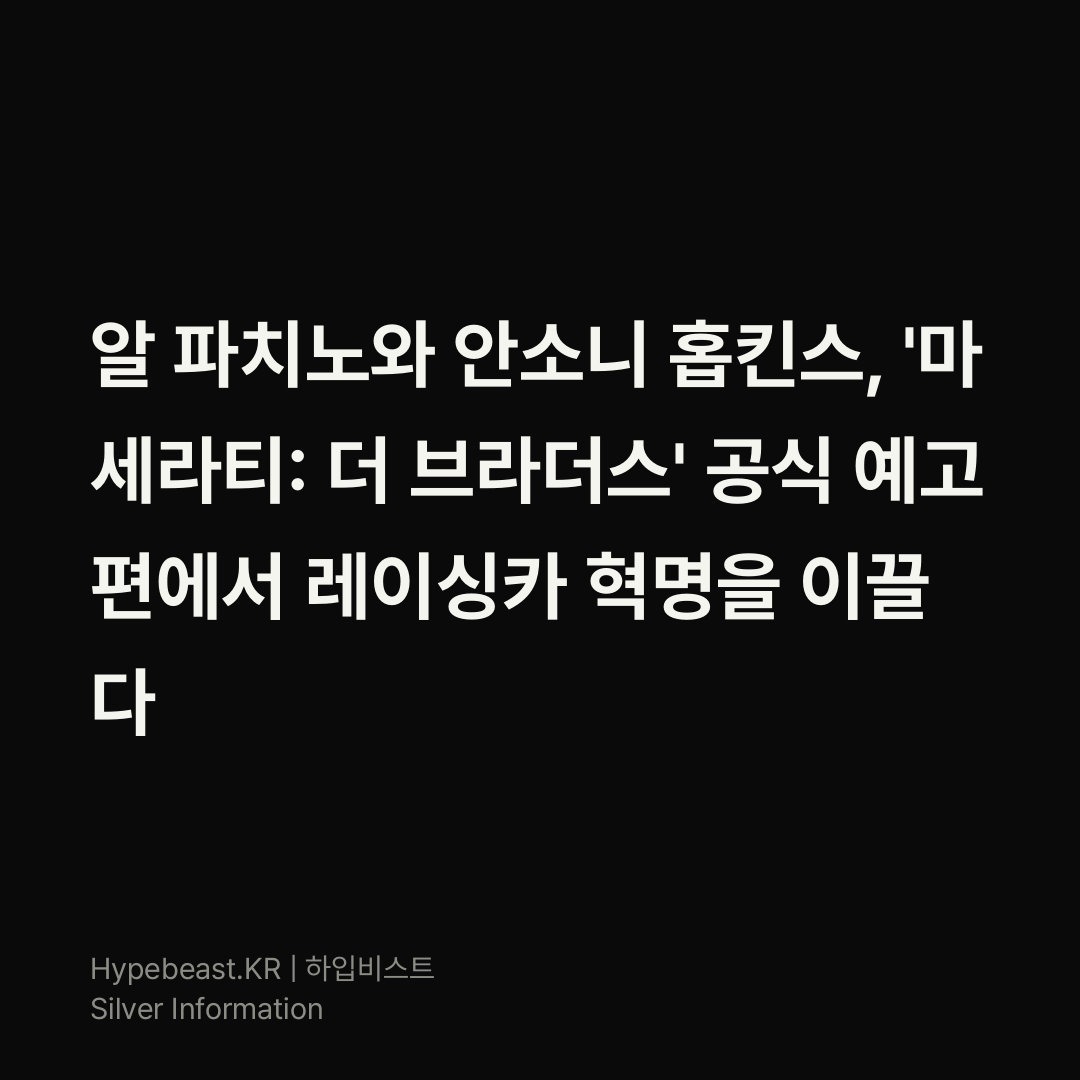 알 파치노와 안소니 홉킨스, '마
세라티: 더 브라더스' 공식 예고
편에서 레이싱카 혁명을 이끌
다
Hypebeast.KR | 하입비스트
Silver Information